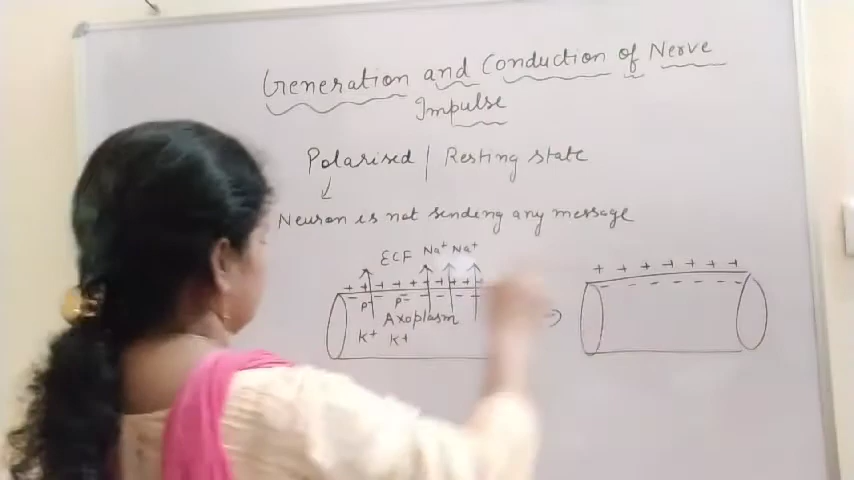 Generation and Conduction of Nerve
Impulse
Polarised | Resting state
Neuron is not sending any message
ECF Na+ Na+
+ + + + + + + +
- - P- - P- - - - -
Axoplasm
K+ K+
+ + + + + + +
- - - - - - -